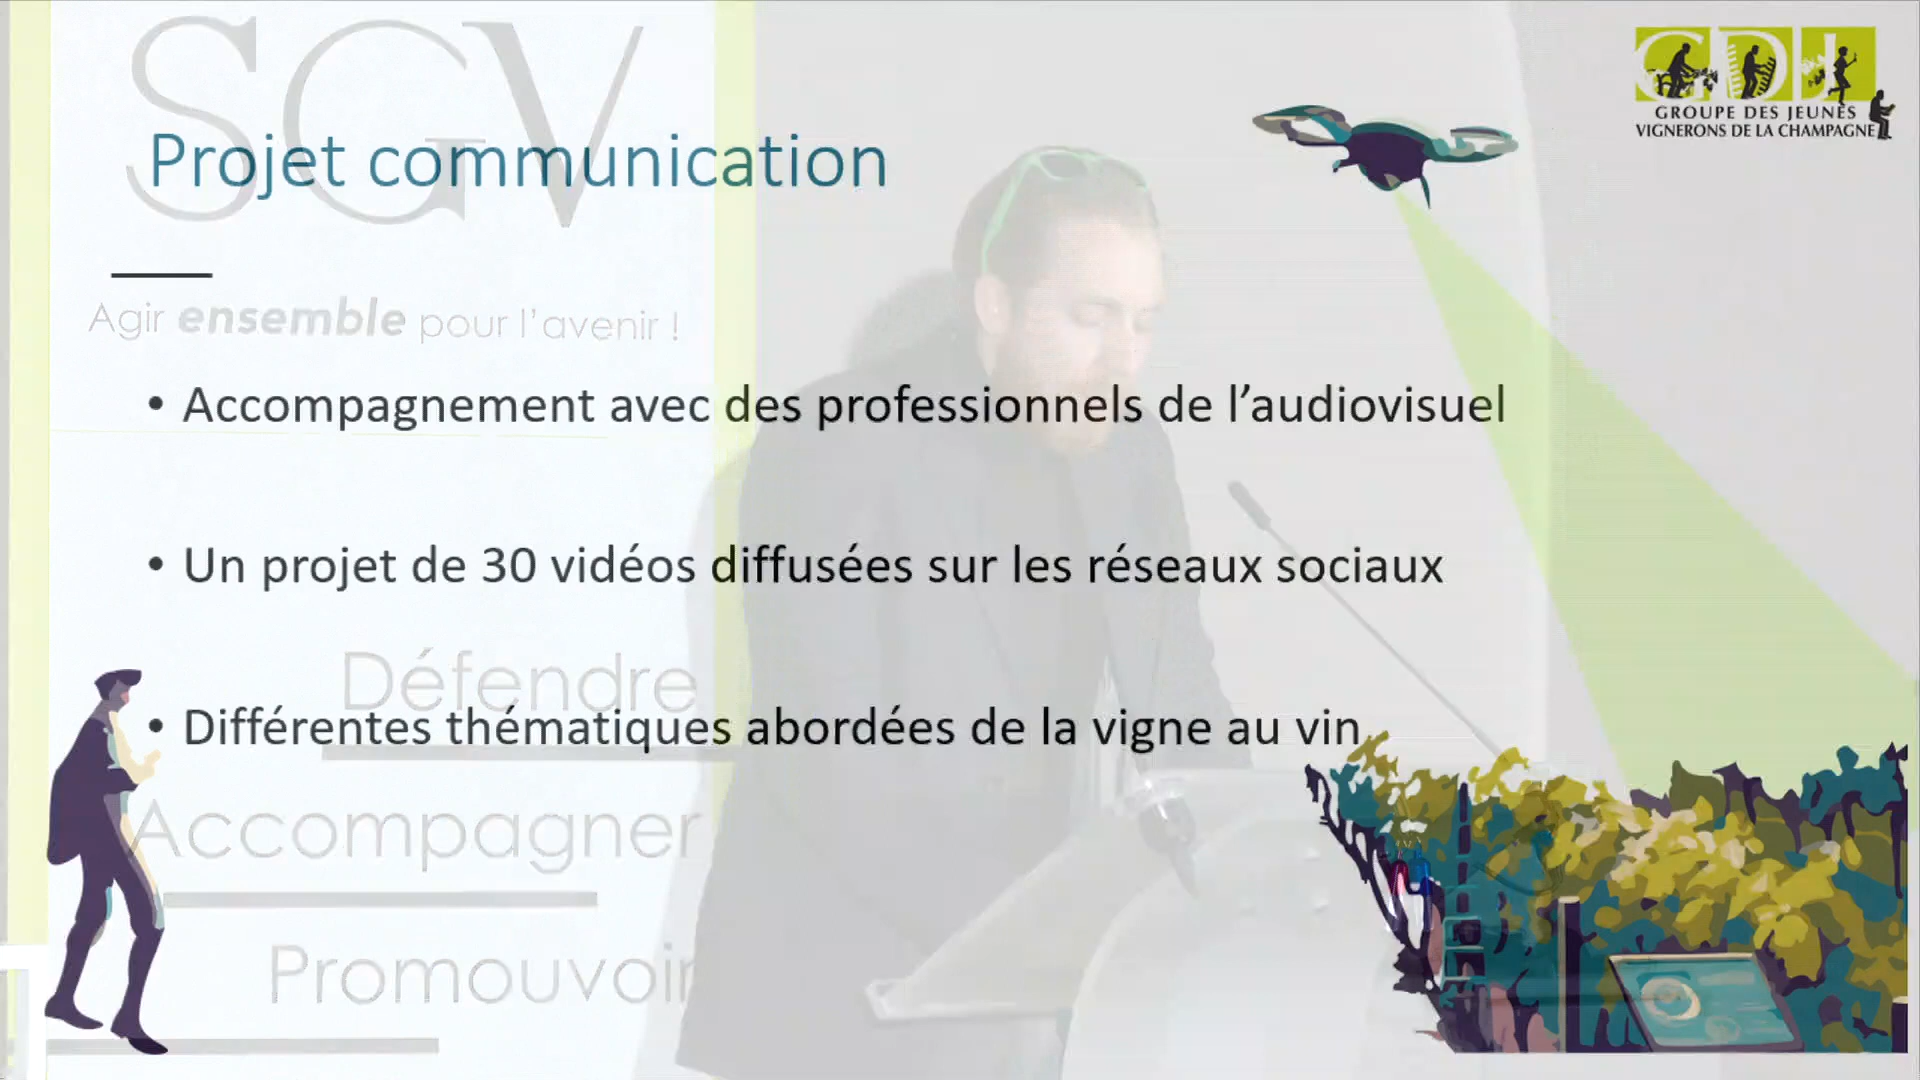 SGV
GDJ
GROUPE DES JEUNES
VIGNERONS DE LA CHAMPAGNE
Projet communication
Agir ensemble pour l'avenir !
• Accompagnement avec des professionnels de l'audiovisuel
• Un projet de 30 vidéos diffusées sur les réseaux sociaux
Défendre
• Différentes thématiques abordées de la vigne au vin
Accompagner
Promouvoir